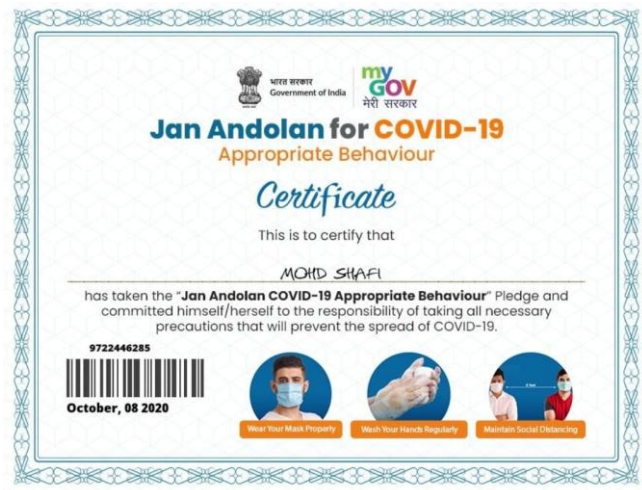 भारत सरकार
Government of India
my
GOV
मेरी सरकार
Jan Andolan for COVID-19
Appropriate Behaviour
Certificate
This is to certify that
MOHD SHAFI
has taken the "Jan Andolan COVID-19 Appropriate Behaviour" Pledge and
committed himself/herself to the responsibility of taking all necessary
precautions that will prevent the spread of COVID-19.
9722446285
October, 08 2020
Wear Your Mask Properly
Wash Your Hands Regularly
Maintain Social Distancing